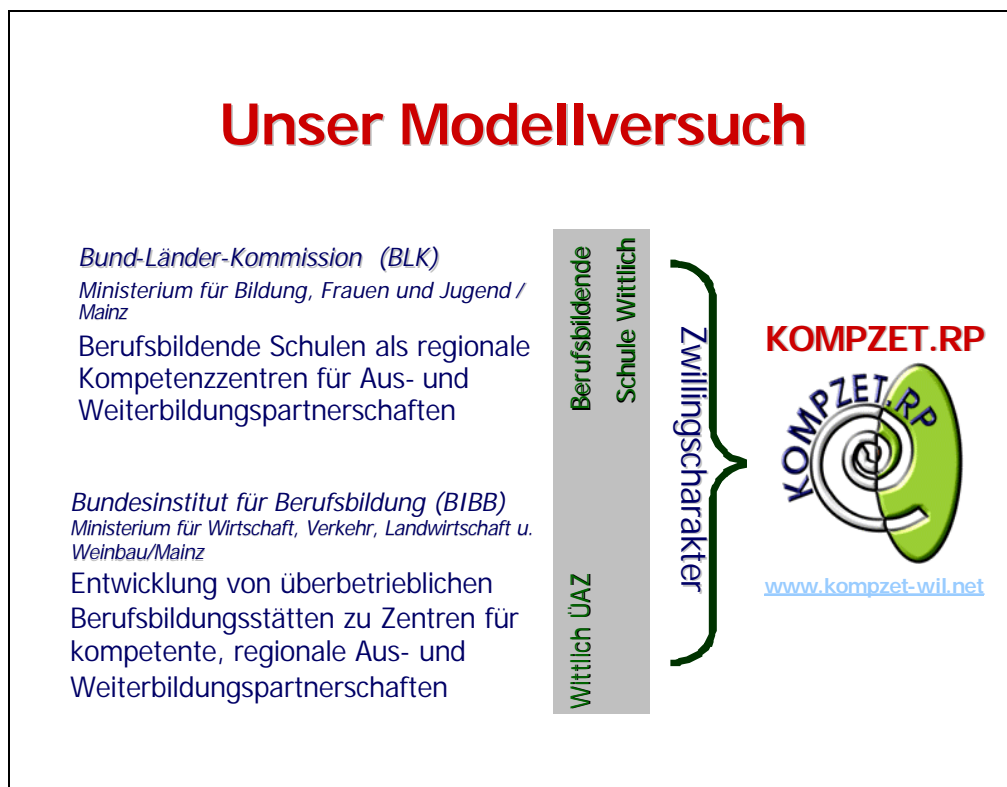 Unser Modellversuch
Bund-Länder-Kommission (BLK)
Ministerium für Bildung, Frauen und Jugend /
Mainz
Berufsbildende Schulen als regionale
Kompetenzzentren für Aus- und
Weiterbildungspartnerschaften
Bundesinstitut für Berufsbildung (BIBB)
Ministerium für Wirtschaft, Verkehr, Landwirtschaft u.
Weinbau/Mainz
Entwicklung von überbetrieblichen
Berufsbildungsstätten zu Zentren für
kompetente, regionale Aus- und
Weiterbildungspartnerschaften
Berufsbildende
Schule Wittlich
Wittlich ÜAZ
Zwillingscharakter
KOMPZET.RP
KOMPZET.RP
www.kompzet-wil.net